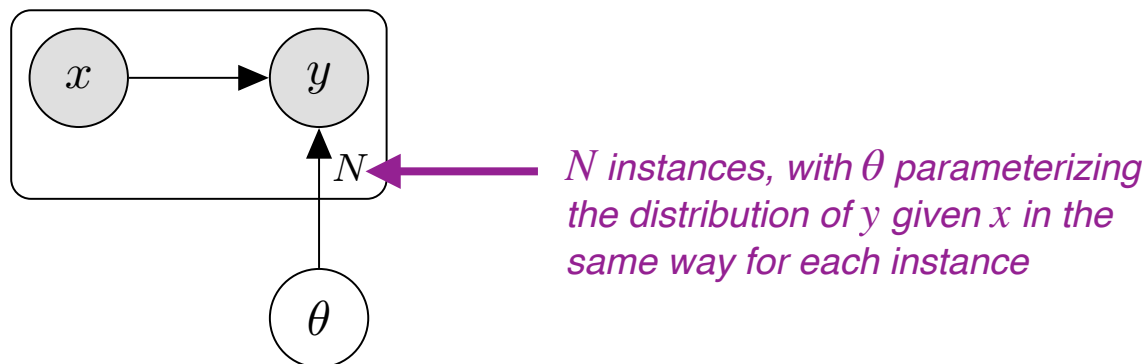 x
y
N
N instances, with θ parameterizing
the distribution of y given x in the
same way for each instance
θ